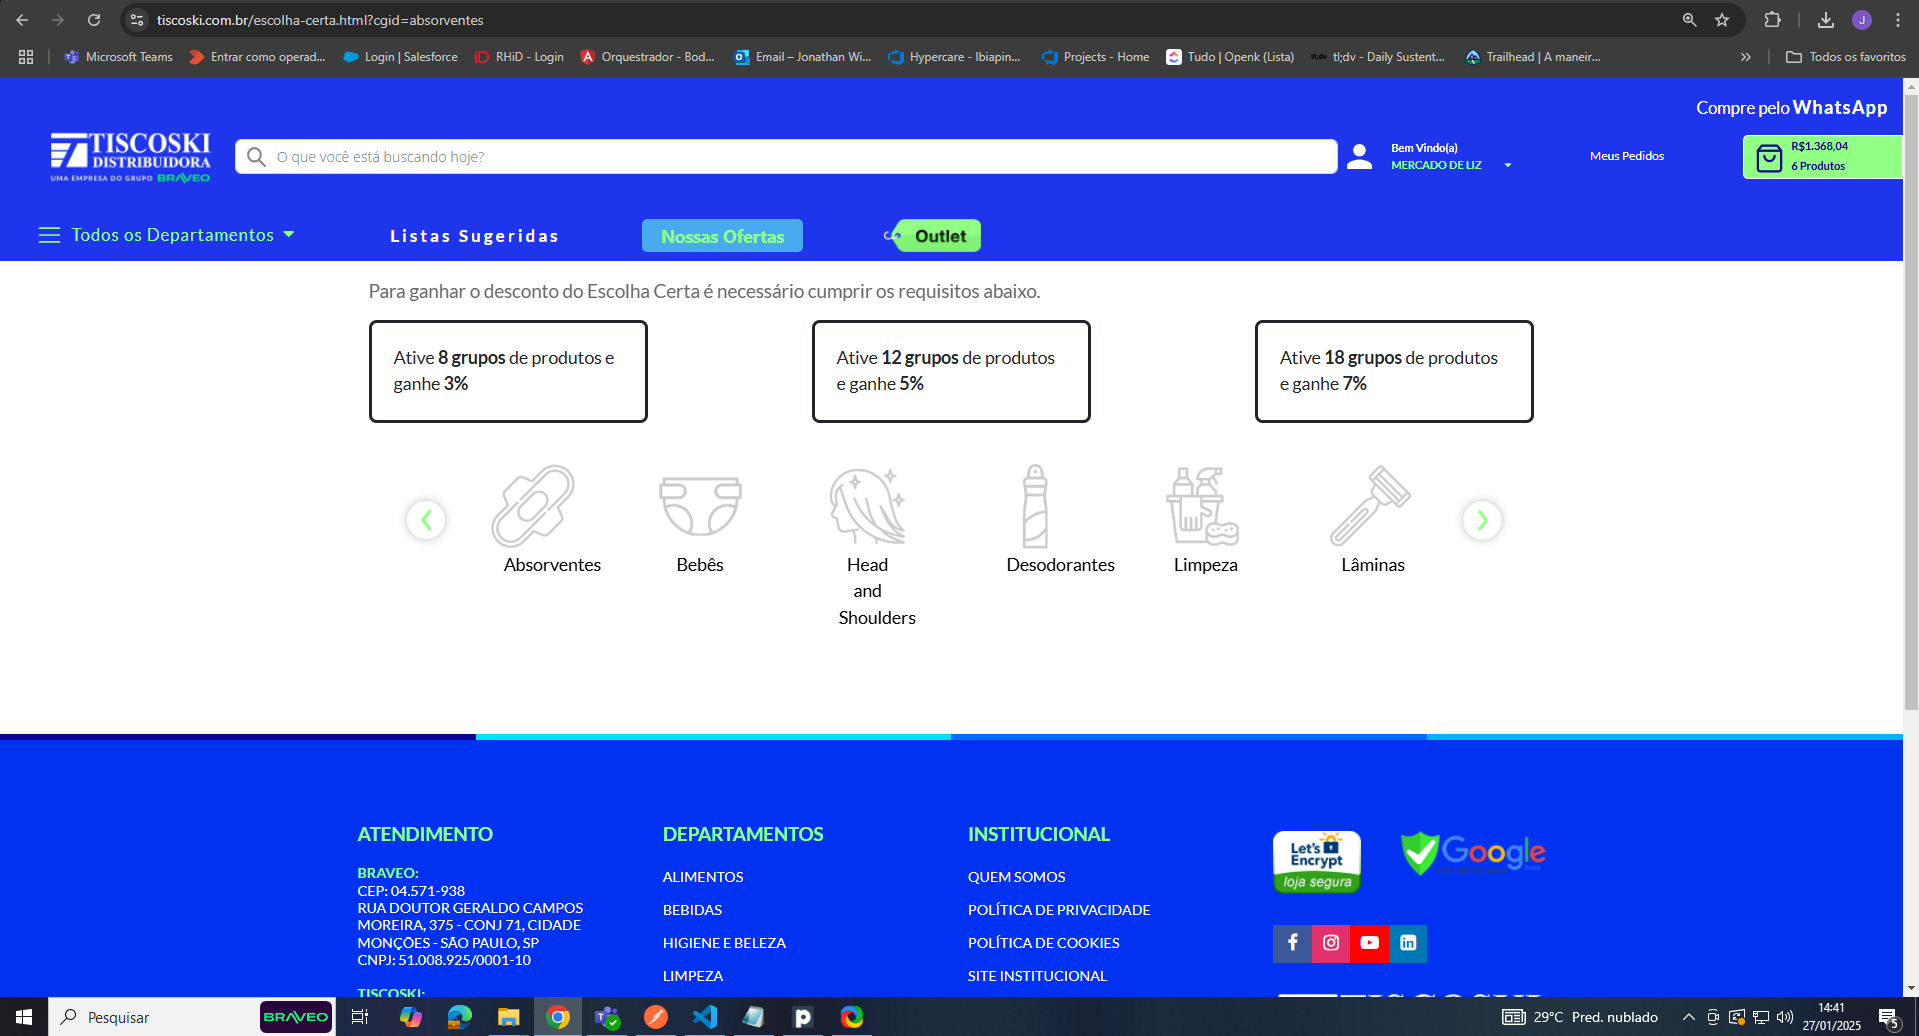 tiscoski.com.br/escolha-certa.html?cgid=absorventes
J
Microsoft Teams
Entrar como operad...
Login | Salesforce
RHiD - Login
Orquestrador - Bod...
Email – Jonathan Wi...
Hypercare - Ibiapin...
Projects - Home
Tudo | Openk (Lista)
tl;dv - Daily Sustent...
Trailhead | A maneir...
Todos os favoritos
Compre pelo WhatsApp
TISCOSKI
DISTRIBUIDORA
UMA EMPRESA DO GRUPO BRAVEO
O que você está buscando hoje?
Bem Vindo(a)
MERCADO DE LIZ
Meus Pedidos
R$1.368,04
6 Produtos
Todos os Departamentos
Listas Sugeridas
Nossas Ofertas
Outlet
Para ganhar o desconto do Escolha Certa é necessário cumprir os requisitos abaixo.
Ative 8 grupos de produtos e
ganhe 3%
Ative 12 grupos de produtos
e ganhe 5%
Ative 18 grupos de produtos
e ganhe 7%
Absorventes
Bebês
Head
and
Shoulders
Desodorantes
Limpeza
Lâminas
ATENDIMENTO
BRAVEO:
CEP: 04.571-938
RUA DOUTOR GERALDO CAMPOS
MOREIRA, 375 - CONJ 71, CIDADE
MONÇÕES - SÃO PAULO, SP
CNPJ: 51.008.925/0001-10
TISCOSKI:
DEPARTAMENTOS
ALIMENTOS
BEBIDAS
HIGIENE E BELEZA
LIMPEZA
INSTITUCIONAL
QUEM SOMOS
POLÍTICA DE PRIVACIDADE
POLÍTICA DE COOKIES
SITE INSTITUCIONAL
Let's
Encrypt
loja segura
Google
Pesquisar
BRAVEO
29°C Pred. nublado
14:41
27/01/2025
5